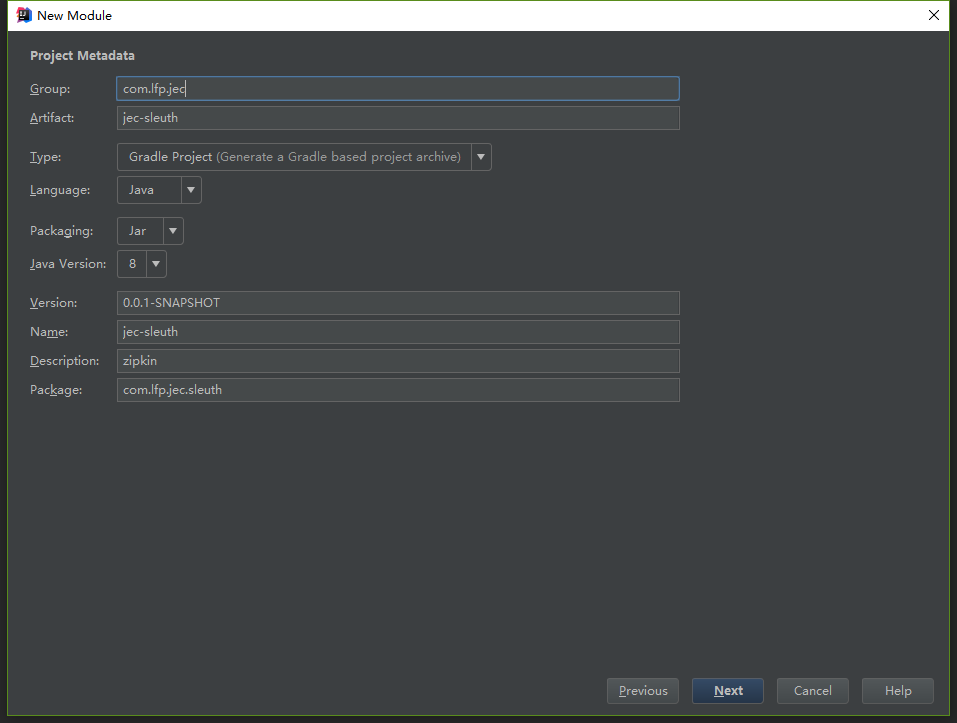 New Module
Project Metadata
Group: com.lfp.jec
Artifact: jec-sleuth
Type: Gradle Project (Generate a Gradle based project archive)
Language: Java
Packaging: Jar
Java Version: 8
Version: 0.0.1-SNAPSHOT
Name: jec-sleuth
Description: zipkin
Package: com.lfp.jec.sleuth
Previous Next Cancel Help